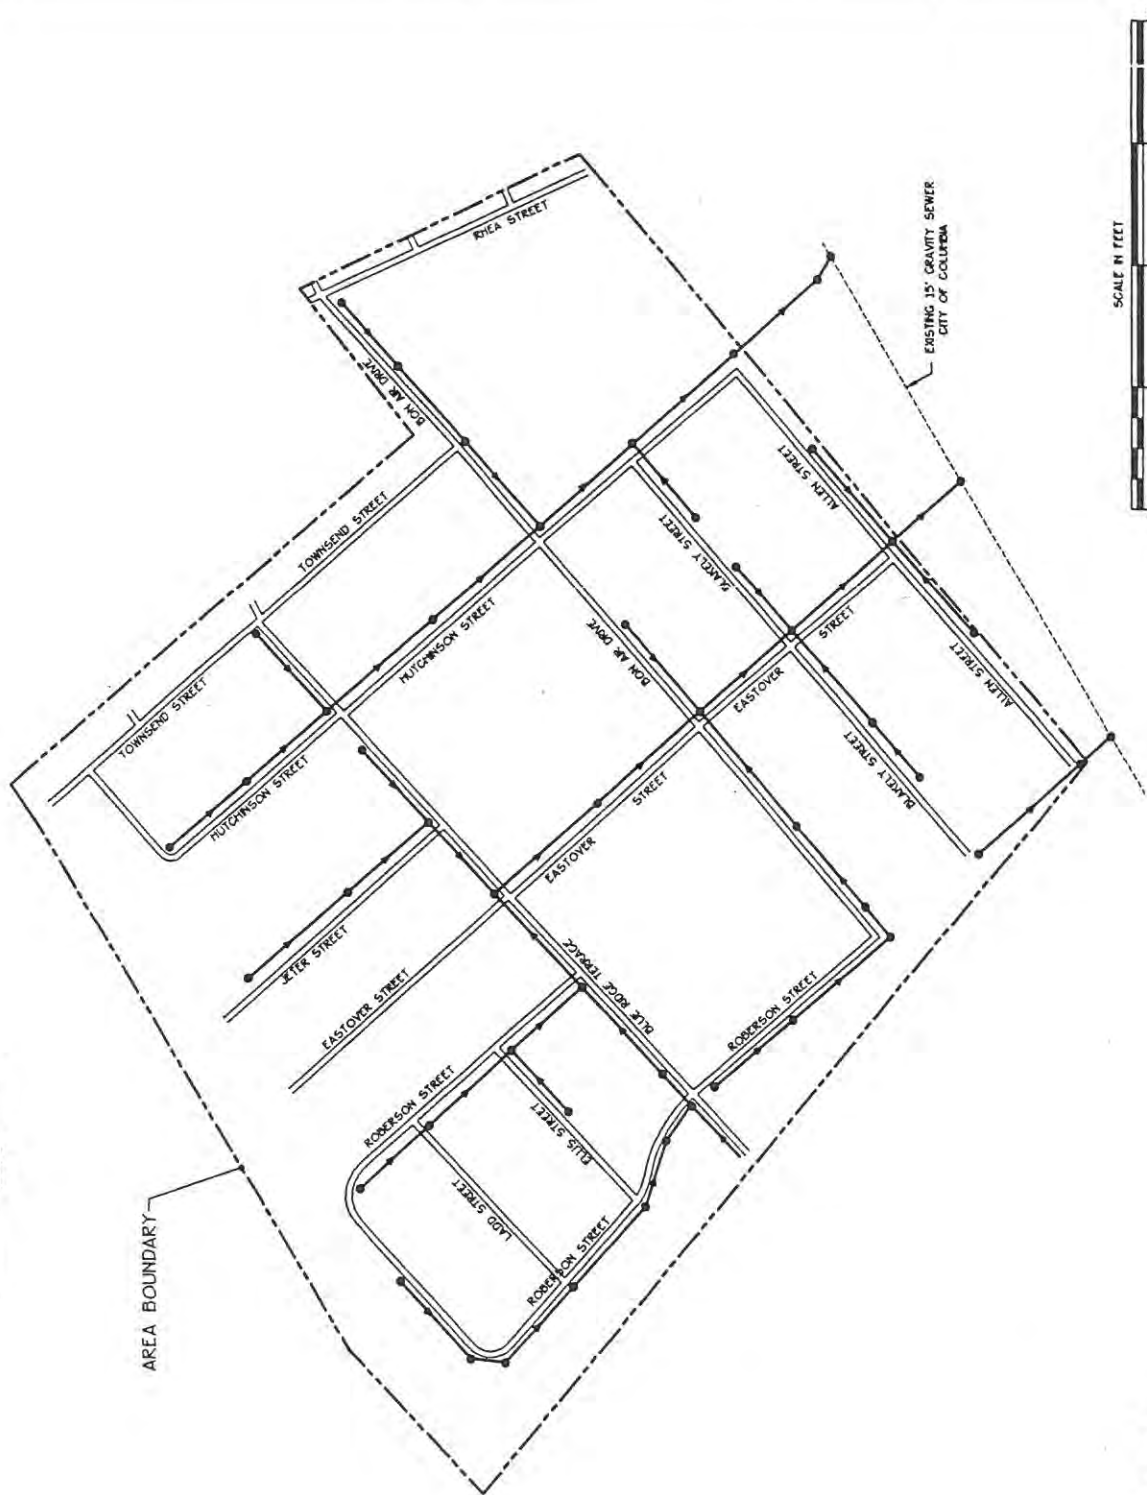 RHEA STREET
BON AIR DRIVE
TOWNSEND STREET
TOWNSEND STREET
HUTCHINSON STREET
HUTCHINSON STREET
EXISTING 15" GRAVITY SEWER
CITY OF COLUMBIA
SCALE IN FEET
ALLEN STREET
BLAKELY STREET
BON AIR DRIVE
EASTOVER
STREET
ALLEN STREET
BLAKELY STREET
EASTOVER
STREET
JETER STREET
EASTOVER STREET
BLUE RIDGE TERRACE
ROBERSON STREET
ROBERSON STREET
ELLIS STREET
LADD STREET
ROBERSON STREET
AREA BOUNDARY